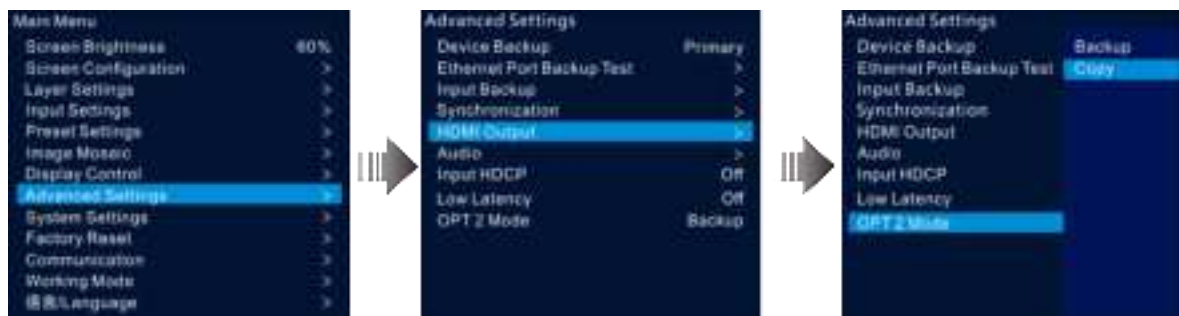 Main Menu
Screen Brightness 60%
Screen Configuration >
Layer Settings >
Input Settings >
Preset Settings >
Image Mosaic >
Display Control >
Advanced Settings >
System Settings >
Factory Reset >
Communication >
Working Mode >
语言/Language >
Advanced Settings
Device Backup Primary
Ethernet Port Backup Test >
Input Backup >
Synchronization >
HDMI Output >
Audio >
Input HDCP Off
Low Latency Off
OPT 2 Mode Backup
Advanced Settings
Device Backup Backup
Ethernet Port Backup Test Copy
Input Backup
Synchronization
HDMI Output
Audio
Input HDCP
Low Latency
OPT 2 Mode